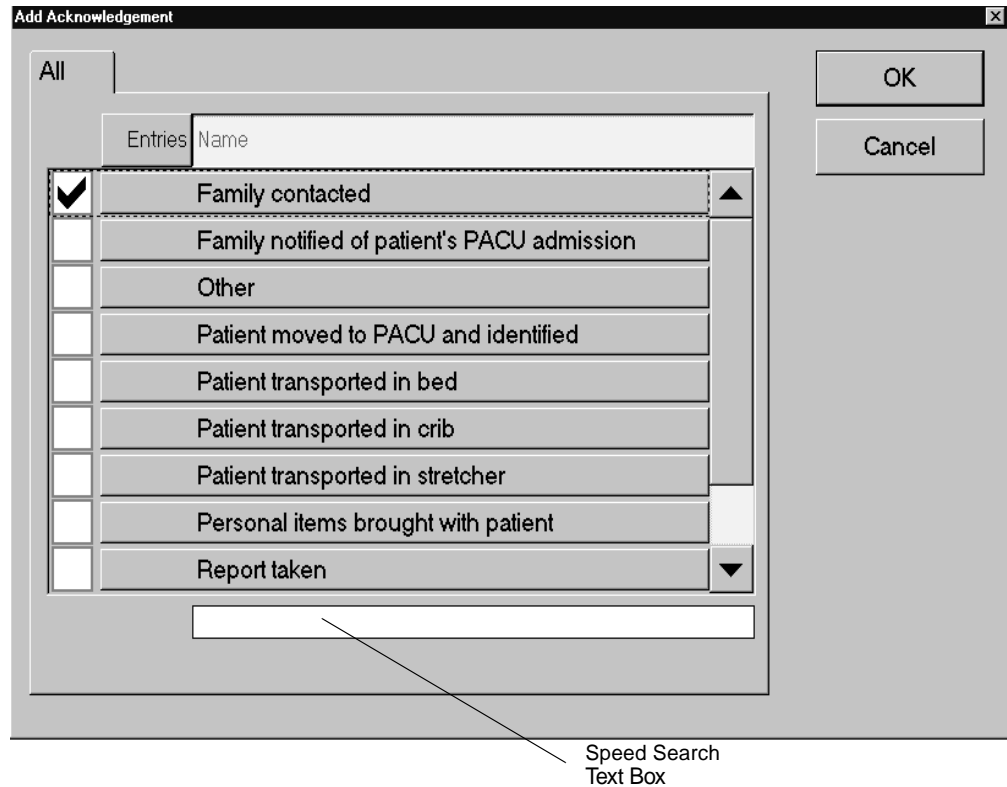 Add Acknowledgement
All
OK
Cancel
Entries Name
Family contacted
Family notified of patient's PACU admission
Other
Patient moved to PACU and identified
Patient transported in bed
Patient transported in crib
Patient transported in stretcher
Personal items brought with patient
Report taken
Speed Search
Text Box